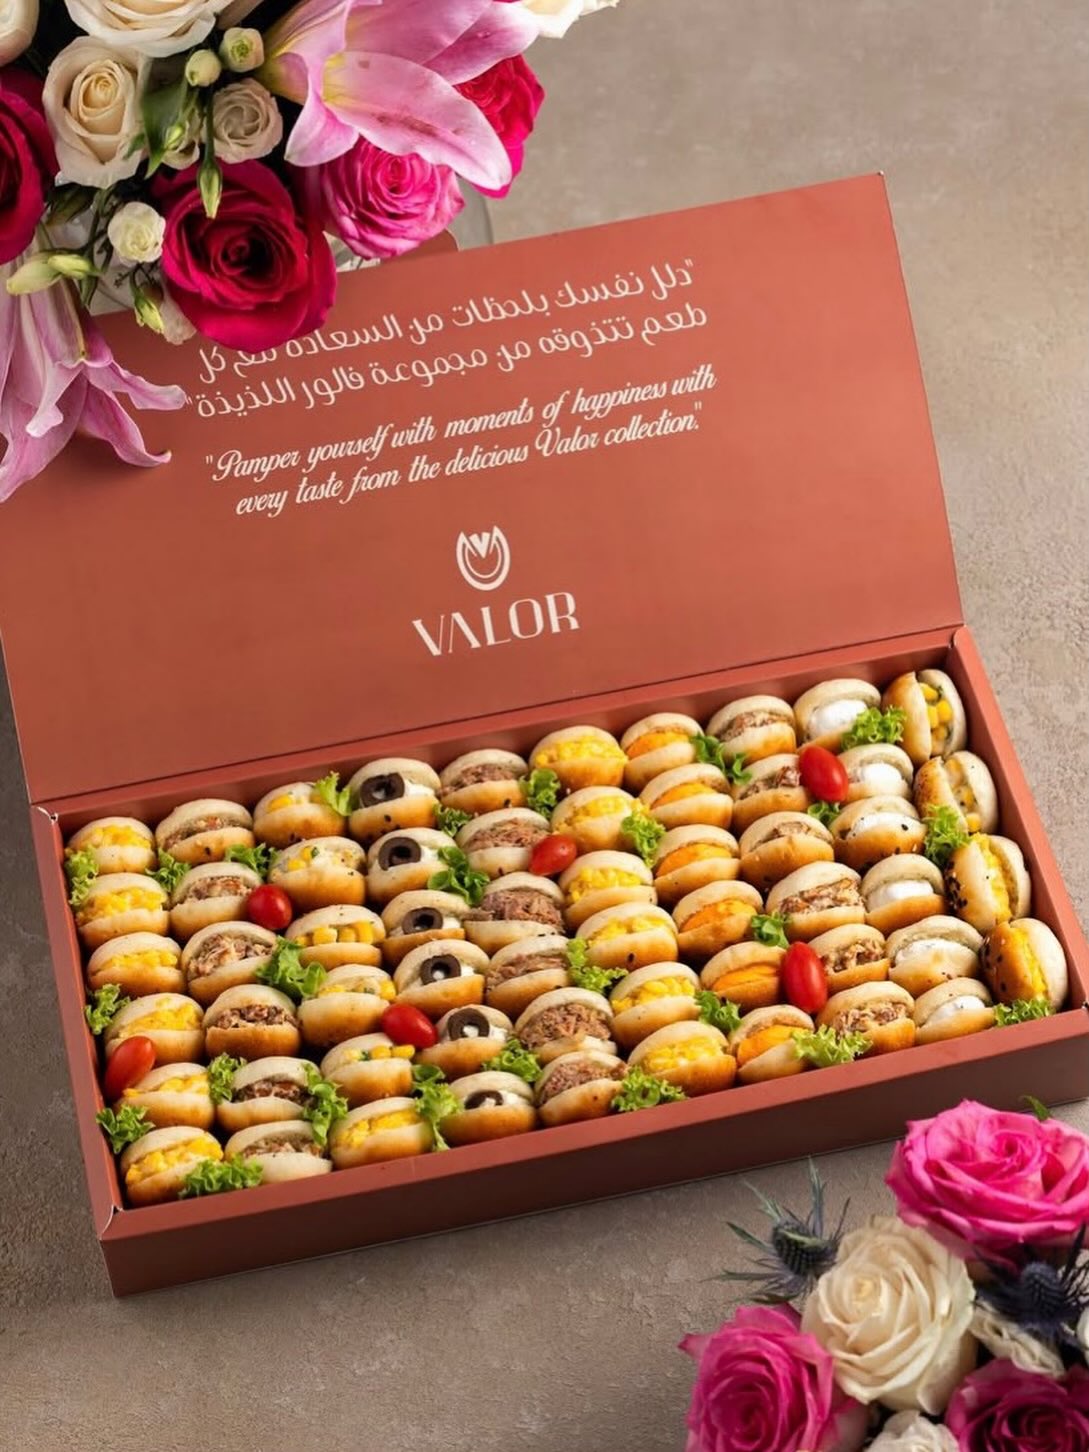 "دلل نفسك بلحظات من السعادة مع كل
طعم تتذوقه من مجموعة فالور اللذيذة"
"Pamper yourself with moments of happiness with
every taste from the delicious Valor collection."
VALOR